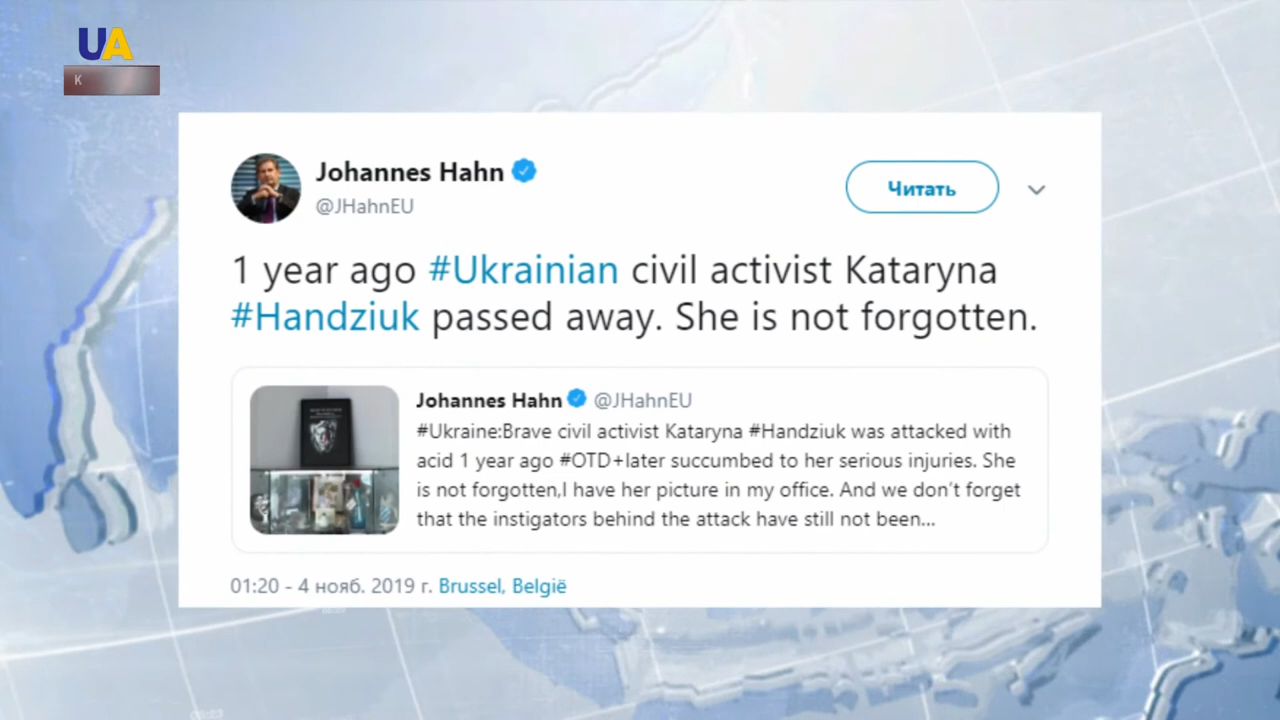 UA
K
Johannes Hahn
@JHahnEU
Читать
1 year ago #Ukrainian civil activist Kataryna
#Handziuk passed away. She is not forgotten.
Johannes Hahn @JHahnEU
#Ukraine:Brave civil activist Kataryna #Handziuk was attacked with
acid 1 year ago #OTD+later succumbed to her serious injuries. She
is not forgotten,I have her picture in my office. And we don't forget
that the instigators behind the attack have still not been...
01:20 - 4 нояб. 2019 г. Brussel, België